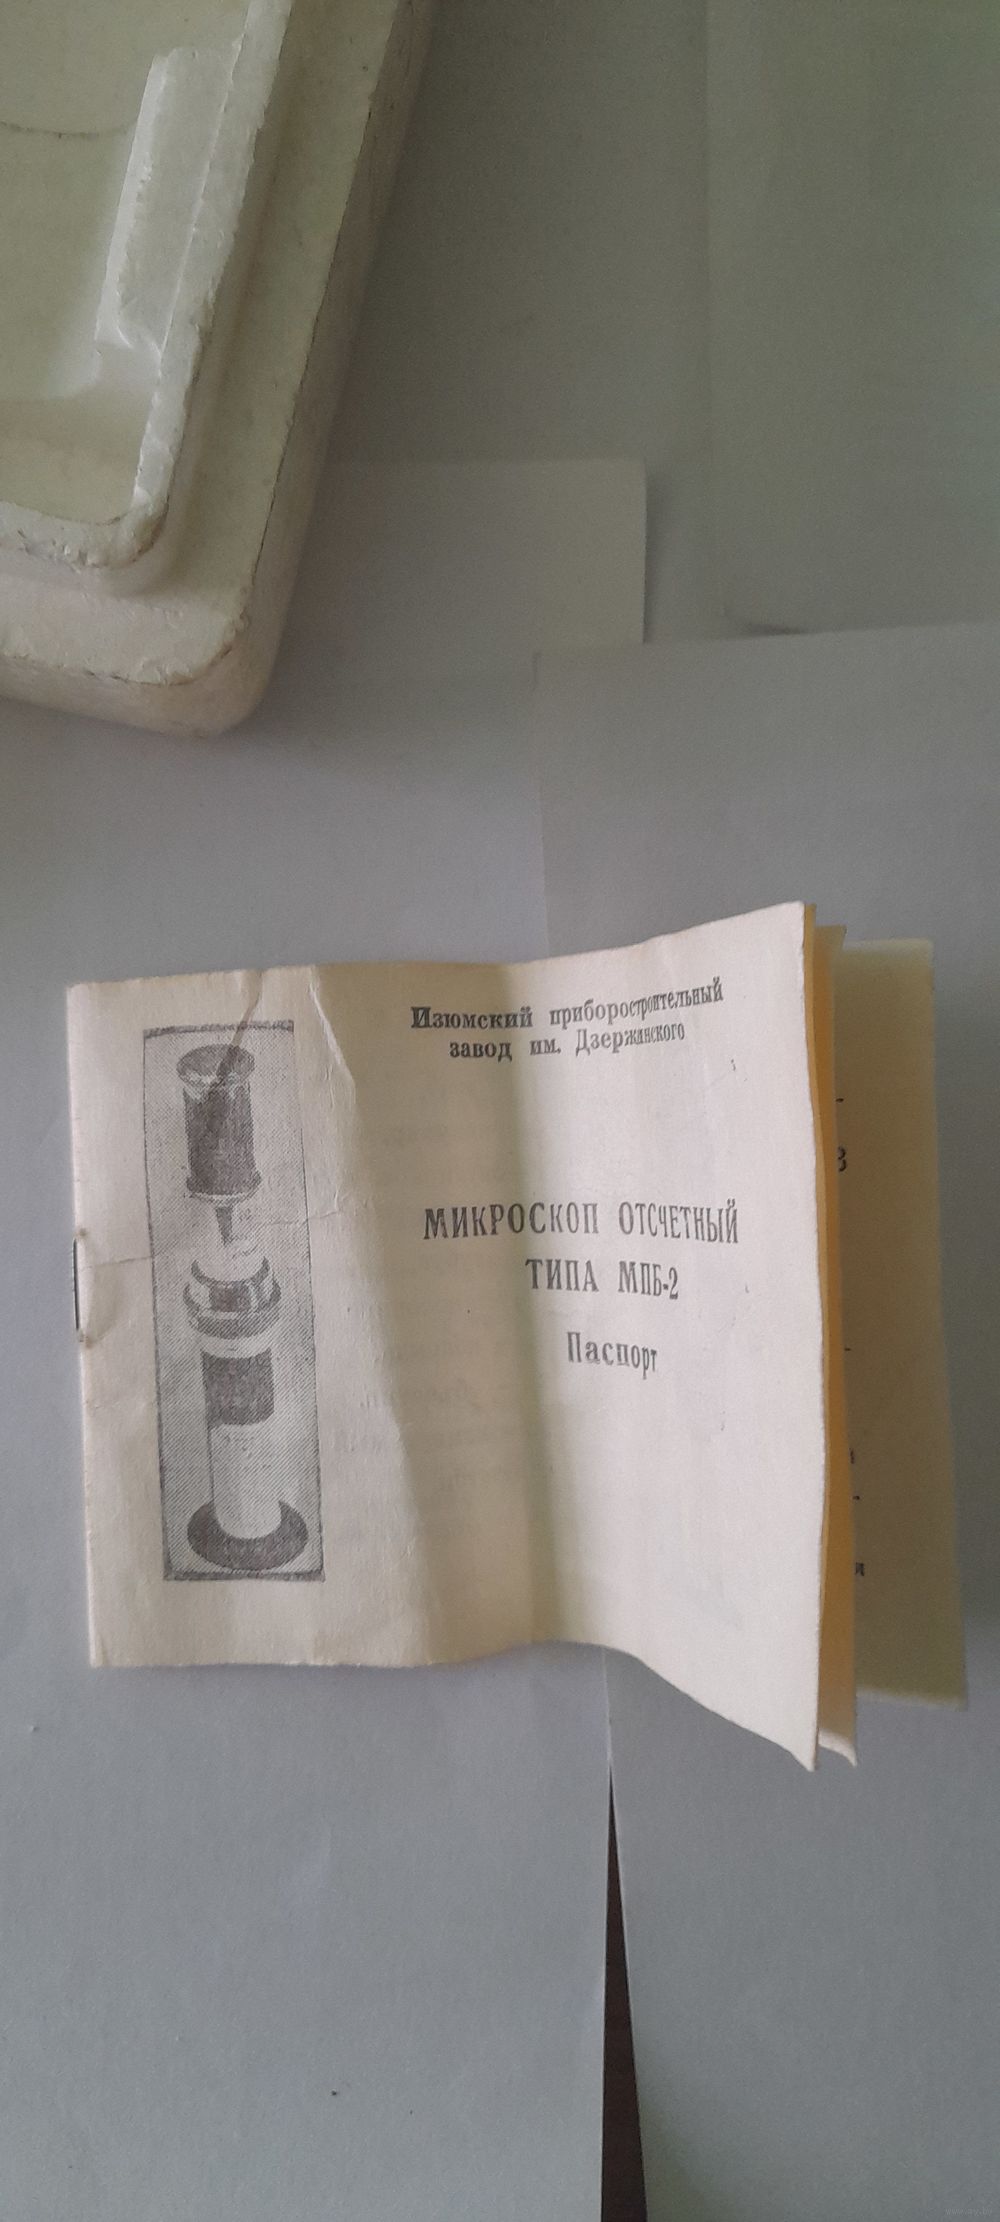 Изюмский приборостроительный
завод им. Дзержинского
МИКРОСКОП ОТСЧЕТНЫЙ
ТИПА МПБ-2
Паспорт